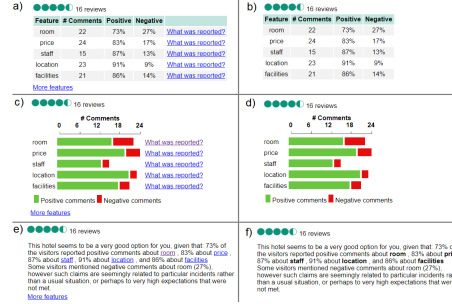 a)
16 reviews
Feature # Comments Positive Negative
room 22 73% 27% What was reported?
price 24 83% 17% What was reported?
staff 15 87% 13% What was reported?
location 23 91% 9% What was reported?
facilities 21 86% 14% What was reported?
More features
b)
16 reviews
Feature # Comments Positive Negative
room 22 73% 27%
price 24 83% 17%
staff 15 87% 13%
location 23 91% 9%
facilities 21 86% 14%
c)
16 reviews
# Comments
0 6 12 18 24
room What was reported?
price What was reported?
staff What was reported?
location What was reported?
facilities What was reported?
Positive comments Negative comments
More features
d)
16 reviews
# Comments
0 6 12 18 24
room
price
staff
location
facilities
Positive comments Negative comments
e)
16 reviews
This hotel seems to be a very good option for you, given that: 73% of
the visitors reported positive comments about room , 83% about price ,
87% about staff , 91% about location , and 86% about facilities
Some visitors mentioned negative comments about room (27%),
however such claims are seemingly related to particular incidents rather
than a usual situation, or perhaps to very high expectations that were
not met.
More Features
f)
16 reviews
This hotel seems to be a very good option for you, given that: 73% of
the visitors reported positive comments about room , 83% about
87% about staff , 91% about location , and 86% about facilities
Some visitors mentioned negative comments about room (27%),
however such claims are seemingly related to particular incidents
than a usual situation, or perhaps to very high expectations that were
not met.